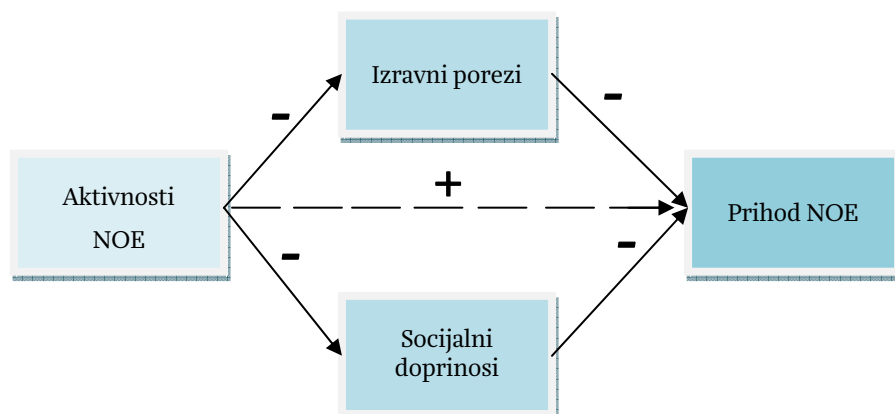 Izravni porezi
-
-
Aktivnosti
NOE
+
Prihod NOE
-
-
Socijalni
doprinosi